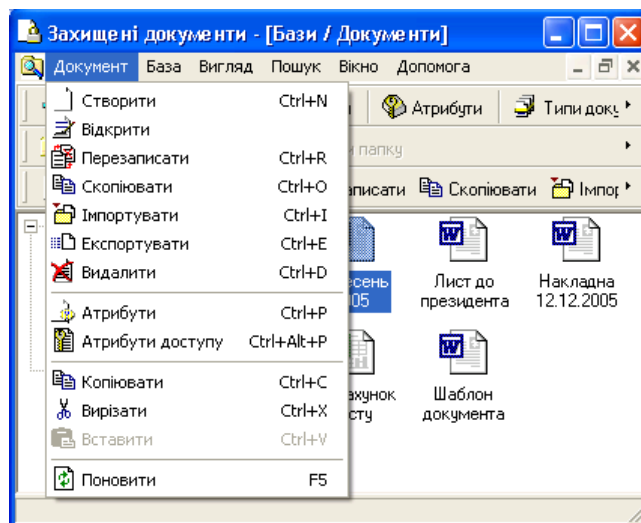 Захищені документи - [Бази / Документи]
Документ База Вигляд Пошук Вікно Допомога
Створити Ctrl+N
Атрибути
Відкрити
Перезаписати Ctrl+R
папку
Скопіювати Ctrl+O
Скопіювати
Імпортувати Ctrl+I
Експортувати Ctrl+E
Видалити Ctrl+D
Лист до
президента
Накладна
12.12.2005
Атрибути Ctrl+P
Атрибути доступу Ctrl+Alt+P
Копіювати Ctrl+C
Вирізати Ctrl+X
Шаблон
документа
Вставити Ctrl+V
Поновити F5